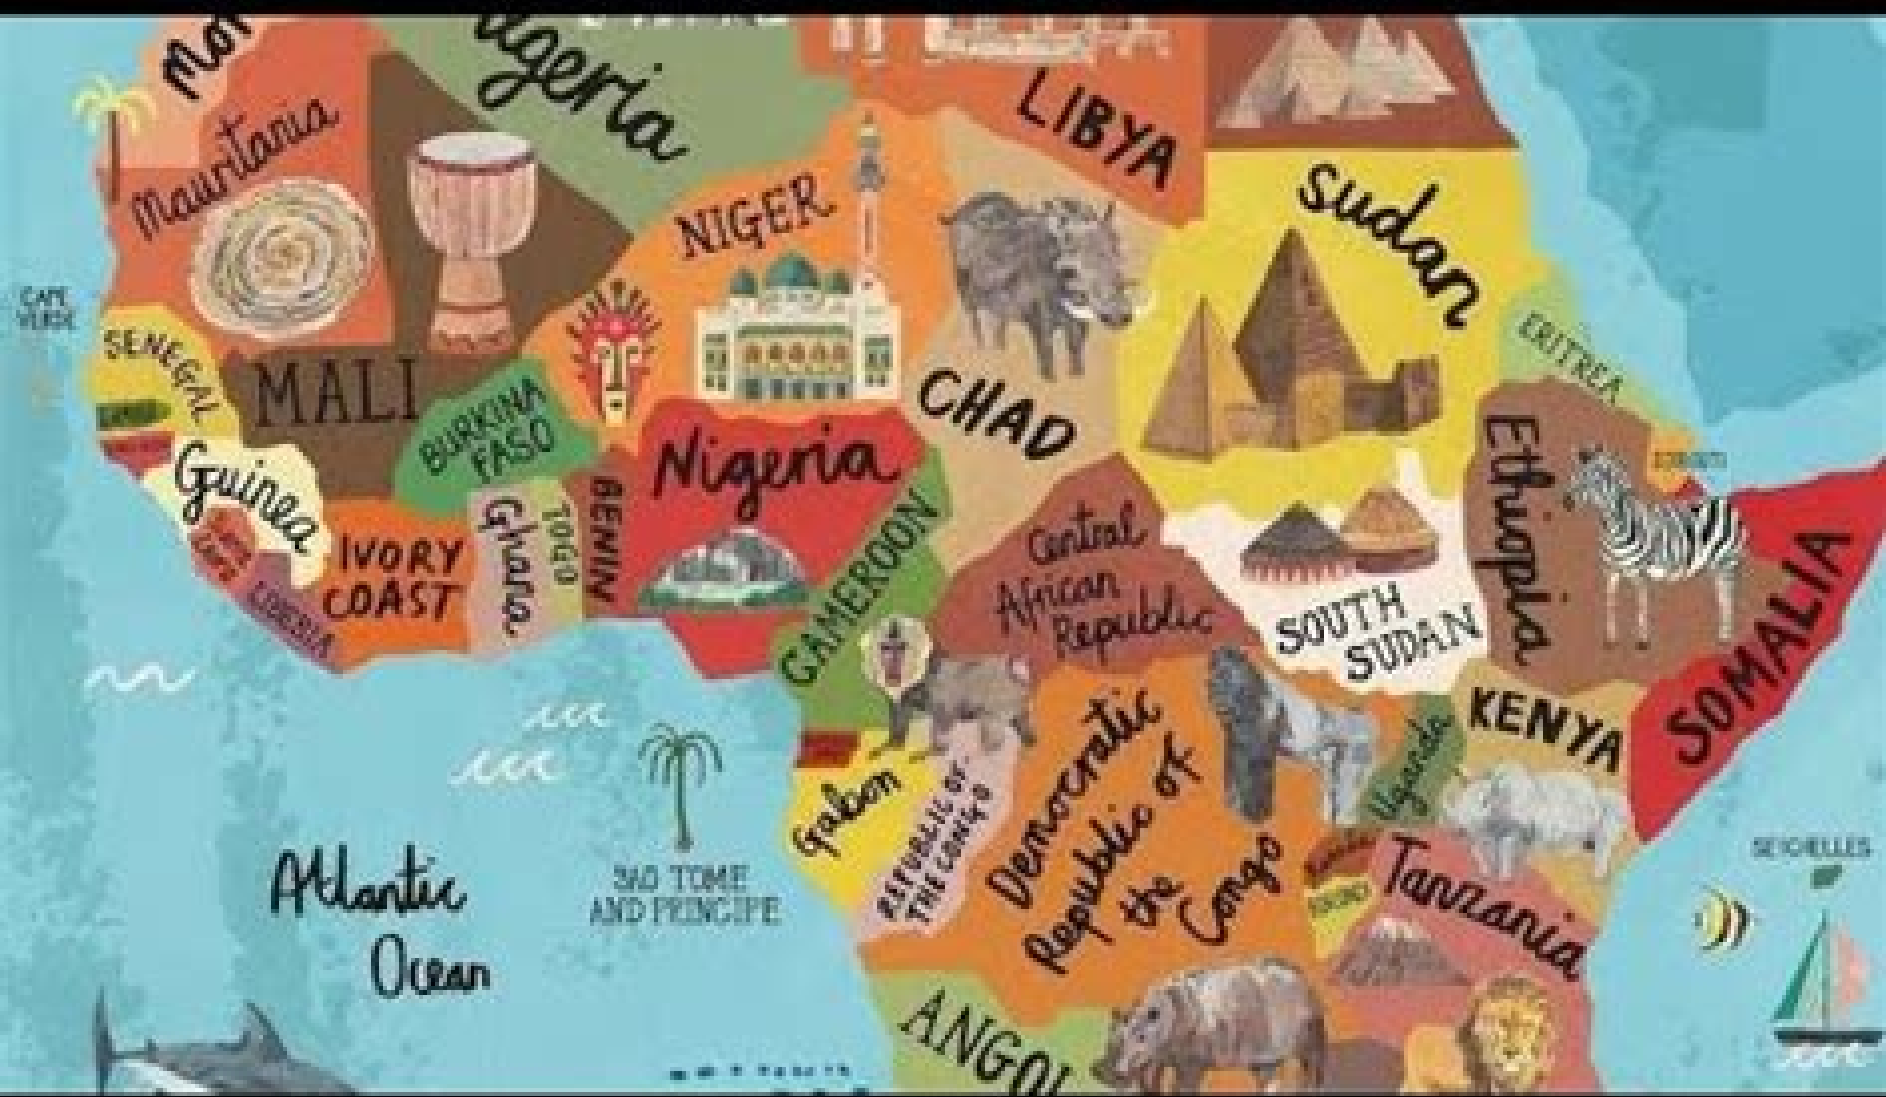 lgeria
LIBYA
Mauritania
Sudan
NIGER
CAPE
VERDE
ERITREA
SENEGAL
MALI
CHAD
BURKINA
FASO
Nigeria
Ethiopia
Guinea
Ghana
TOGO
BENIN
CAMEROON
Central
African
Republic
IVORY
COAST
SOUTH
SUDAN
SOMALIA
LIBERIA
KENYA
Uganda
Gabon
REPUBLIC OF
THE CONGO
Democratic
Republic of
the
Congo
Tanzania
SAO TOME
AND PRINCIPE
Atlantic
Ocean
ANGOL